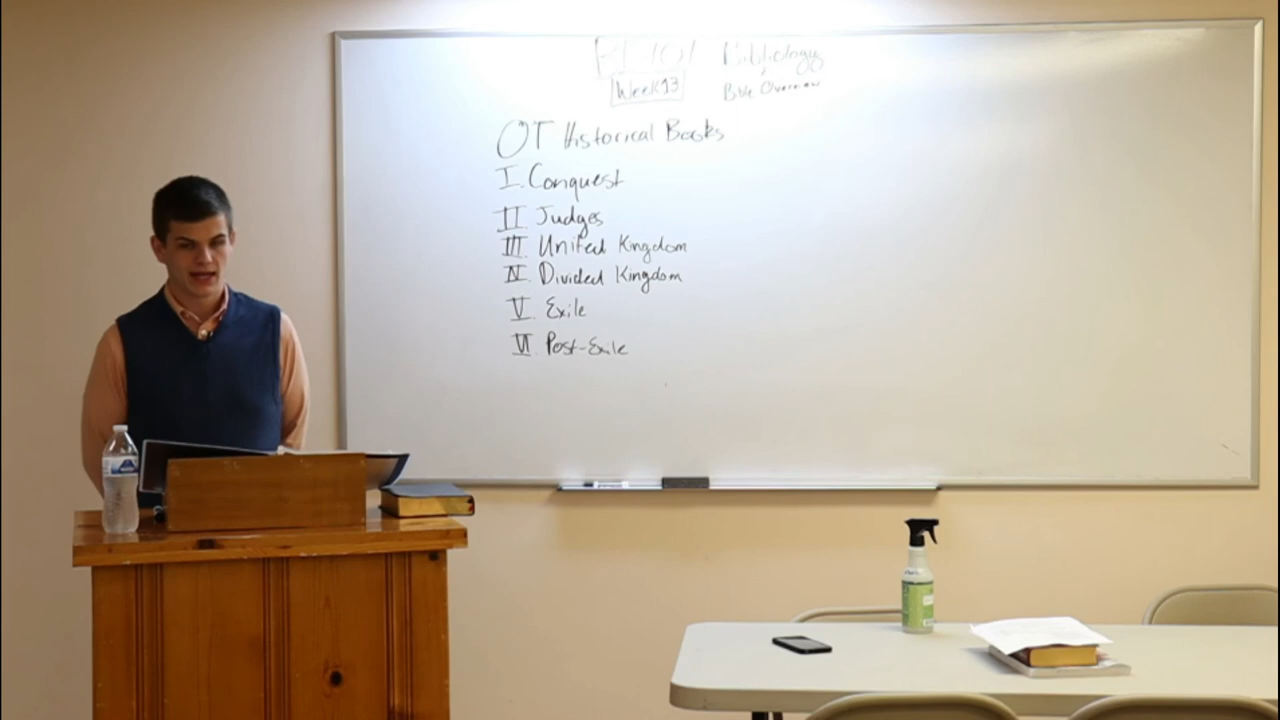 101 Bibliology
Week 13 Bible Overview
OT Historical Books
I. Conquest
II. Judges
III. United Kingdom
IV. Divided Kingdom
V. Exile
VI. Post-Exile